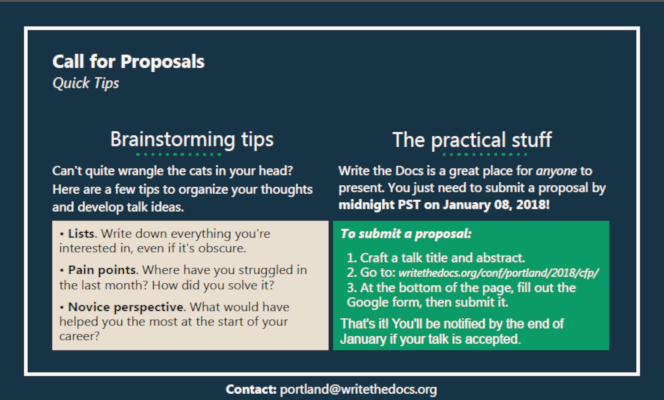 Call for Proposals
Quick Tips
Brainstorming tips
Can't quite wrangle the cats in your head?
Here are a few tips to organize your thoughts
and develop talk ideas.
• Lists. Write down everything you're
interested in, even if it's obscure.
• Pain points. Where have you struggled in
the last month? How did you solve it?
• Novice perspective. What would have
helped you the most at the start of your
career?
The practical stuff
Write the Docs is a great place for anyone to
present. You just need to submit a proposal by
midnight PST on January 08, 2018!
To submit a proposal:
1. Craft a talk title and abstract.
2. Go to: writethedocs.org/conf/portland/2018/cfp/
3. At the bottom of the page, fill out the
Google form, then submit it.
That's it! You'll be notified by the end of
January if your talk is accepted.
Contact: portland@writethedocs.org